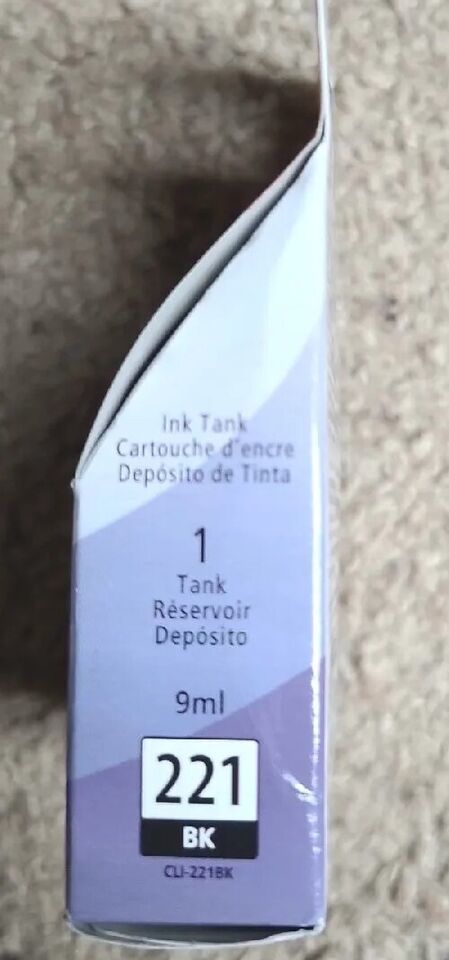 Ink Tank
Cartouche d'encre
Depósito de Tinta
1
Tank
Réservoir
Depósito
9ml
221
BK
CLI-221BK